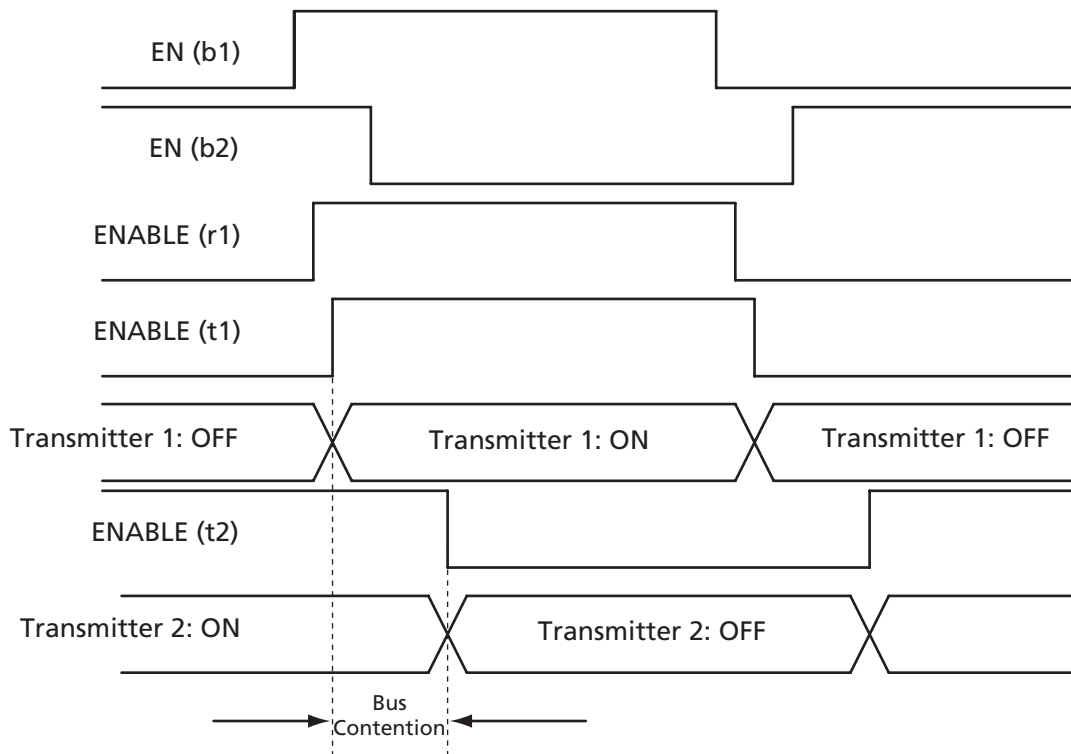 EN (b1)
EN (b2)
ENABLE (r1)
ENABLE (t1)
Transmitter 1: OFF
Transmitter 1: ON
Transmitter 1: OFF
ENABLE (t2)
Transmitter 2: ON
Transmitter 2: OFF
Bus
Contention